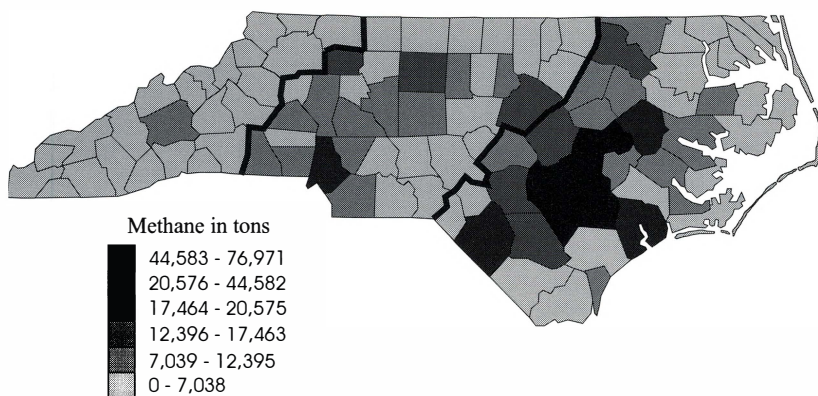 Methane in tons
44,583 - 76,971
20,576 - 44,582
17,464 - 20,575
12,396 - 17,463
7,039 - 12,395
0 - 7,038